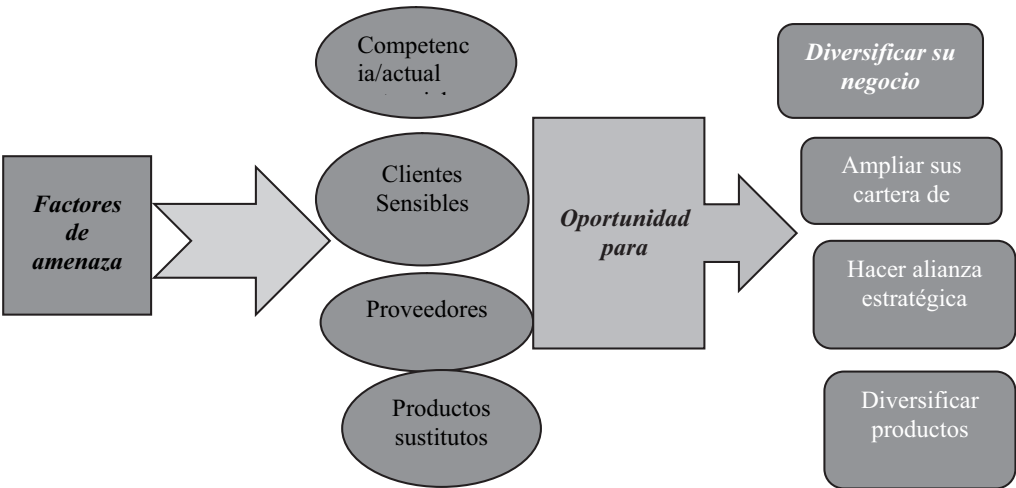 Factores
de
amenaza
Competenc
ia/actual
Clientes
Sensibles
Proveedores
Productos
sustitutos
Oportunidad
para
Diversificar su
negocio
Ampliar sus
cartera de
Hacer alianza
estratégica
Diversificar
productos